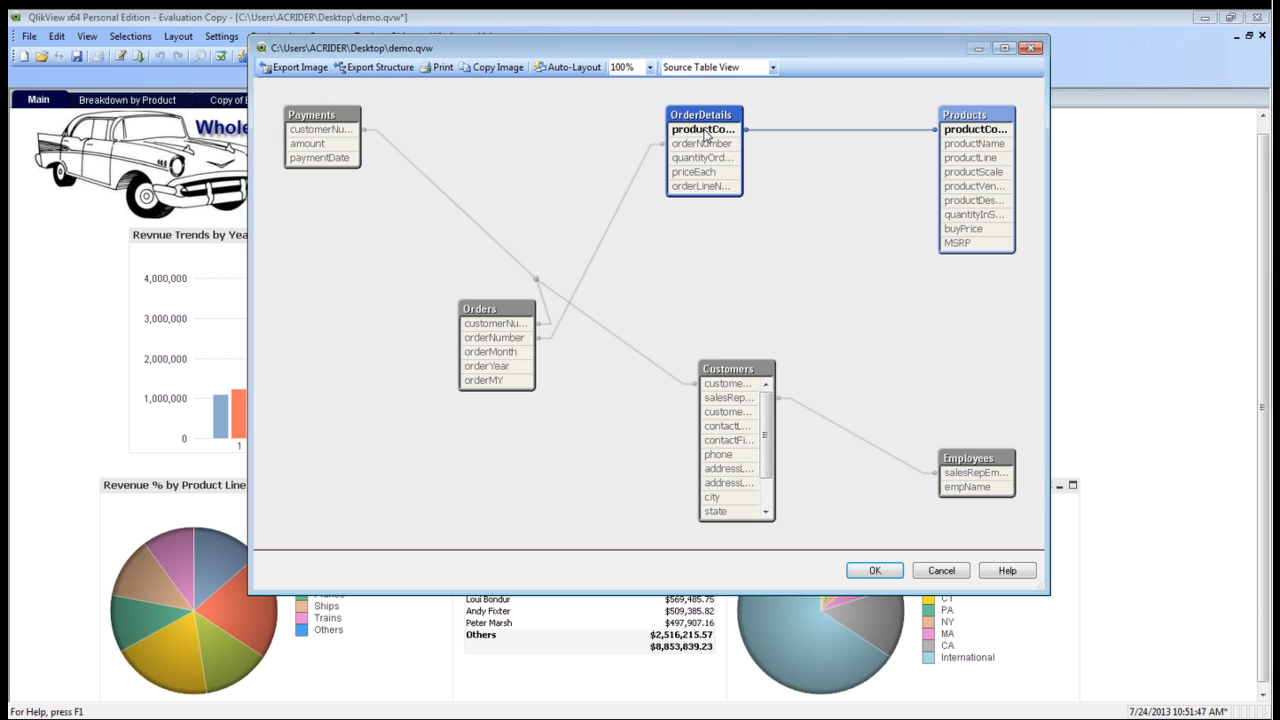 QlikView x64 Personal Edition - Evaluation Copy - [C:\Users\ACRIDER\Desktop\demo.qvw*]
File Edit View Selections Layout Settings
C:\Users\ACRIDER\Desktop\demo.qvw
Export Image Export Structure Print Copy Image Auto-Layout 100% Source Table View
Main Breakdown by Product Copy of
Whole
Payments
customerNu...
amount
paymentDate
OrderDetails
productCo...
orderNumber
quantityOrd...
priceEach
orderLineN...
Products
productCo...
productName
productLine
productScale
productVen...
productDes...
quantityInS...
buyPrice
MSRP
Revnue Trends by Yea
4,000,000
3,000,000
2,000,000
1,000,000
0
1
Orders
customerNu...
orderNumber
orderMonth
orderYear
orderMY
Customers
custome...
salesRep...
custome...
contactL...
contactFi...
phone
addressL...
addressL...
city
state
Employees
salesRepEm...
empName
Revenue % by Product Line
OK Cancel Help
Ships
Trains
Others
Loui Bondur $569,485.75
Andy Fixter $509,385.82
Peter Marsh $497,907.16
Others $2,516,215.57
$8,853,839.23
CT
PA
NY
MA
CA
International
For Help, press F1
7/24/2013 10:51:47 AM*